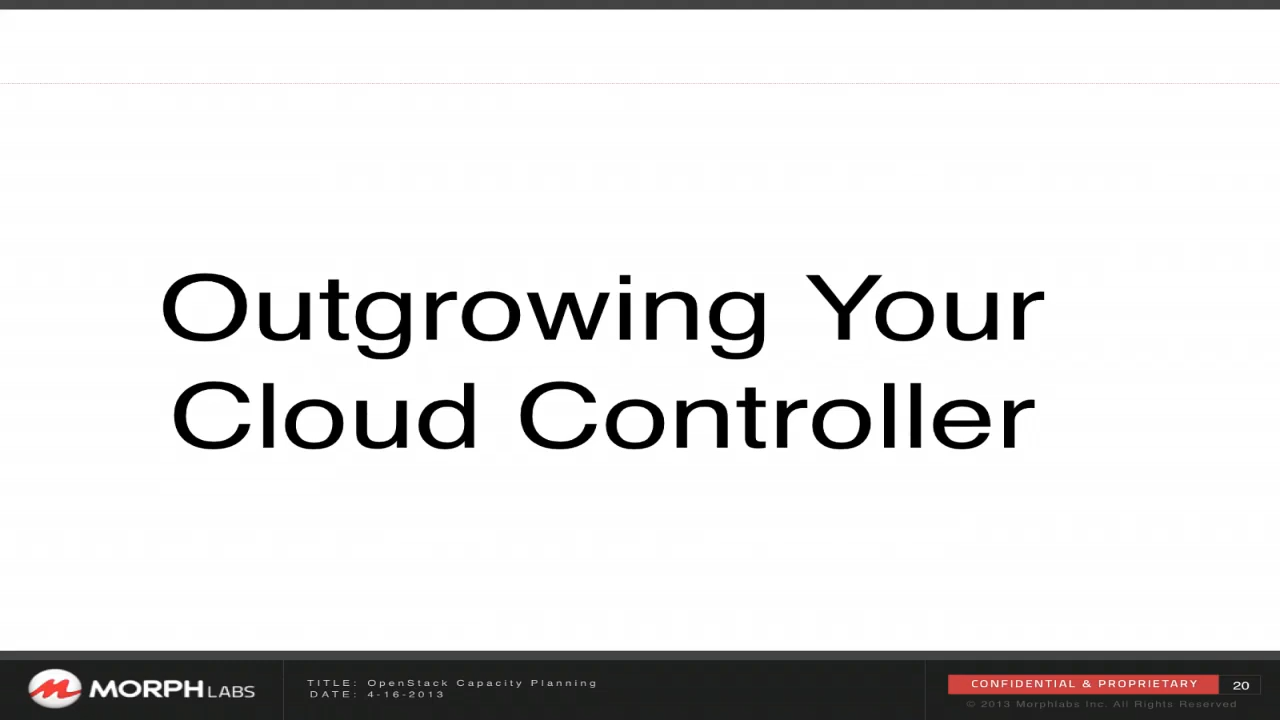 Outgrowing Your
Cloud Controller
MORPH LABS
TITLE: OpenStack Capacity Planning
DATE: 4-16-2013
CONFIDENTIAL & PROPRIETARY 20
© 2013 Morphlabs Inc. All Rights Reserved